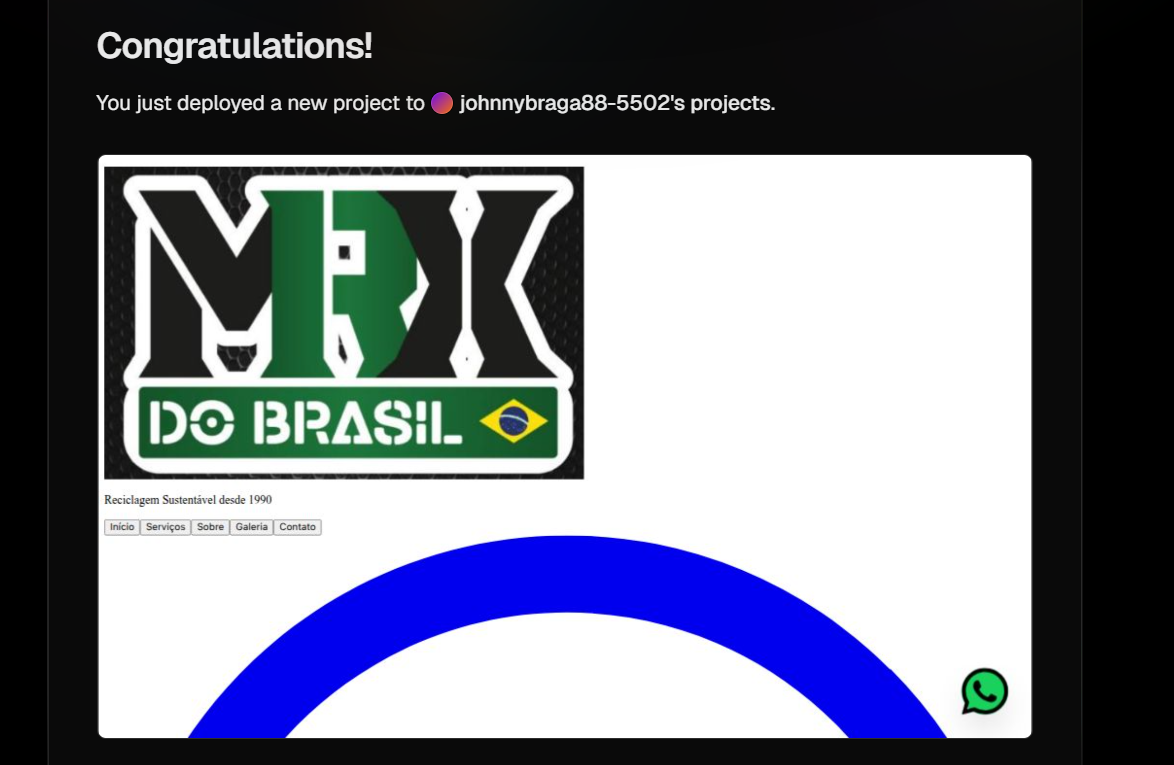 Congratulations!
You just deployed a new project to johnnybraga88-5502's projects.
MRX
DO BRASIL
Reciclagem Sustentável desde 1990
Início Serviços Sobre Galeria Contato